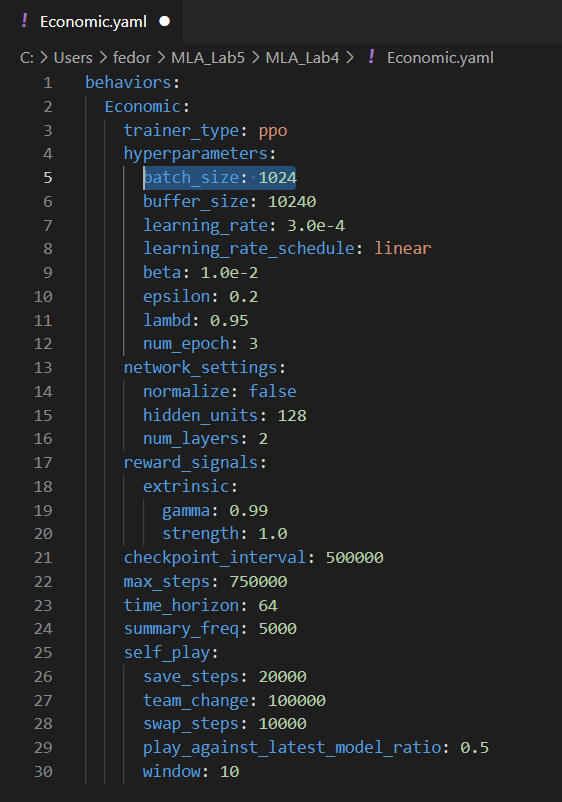 ! Economic.yaml ●
C: > Users > fedor > MLA_Lab5 > MLA_Lab4 > ! Economic.yaml
1 behaviors:
2 Economic:
3 trainer_type: ppo
4 hyperparameters:
5 batch_size: 1024
6 buffer_size: 10240
7 learning_rate: 3.0e-4
8 learning_rate_schedule: linear
9 beta: 1.0e-2
10 epsilon: 0.2
11 lambd: 0.95
12 num_epoch: 3
13 network_settings:
14 normalize: false
15 hidden_units: 128
16 num_layers: 2
17 reward_signals:
18 extrinsic:
19 gamma: 0.99
20 strength: 1.0
21 checkpoint_interval: 500000
22 max_steps: 750000
23 time_horizon: 64
24 summary_freq: 5000
25 self_play:
26 save_steps: 20000
27 team_change: 100000
28 swap_steps: 10000
29 play_against_latest_model_ratio: 0.5
30 window: 10